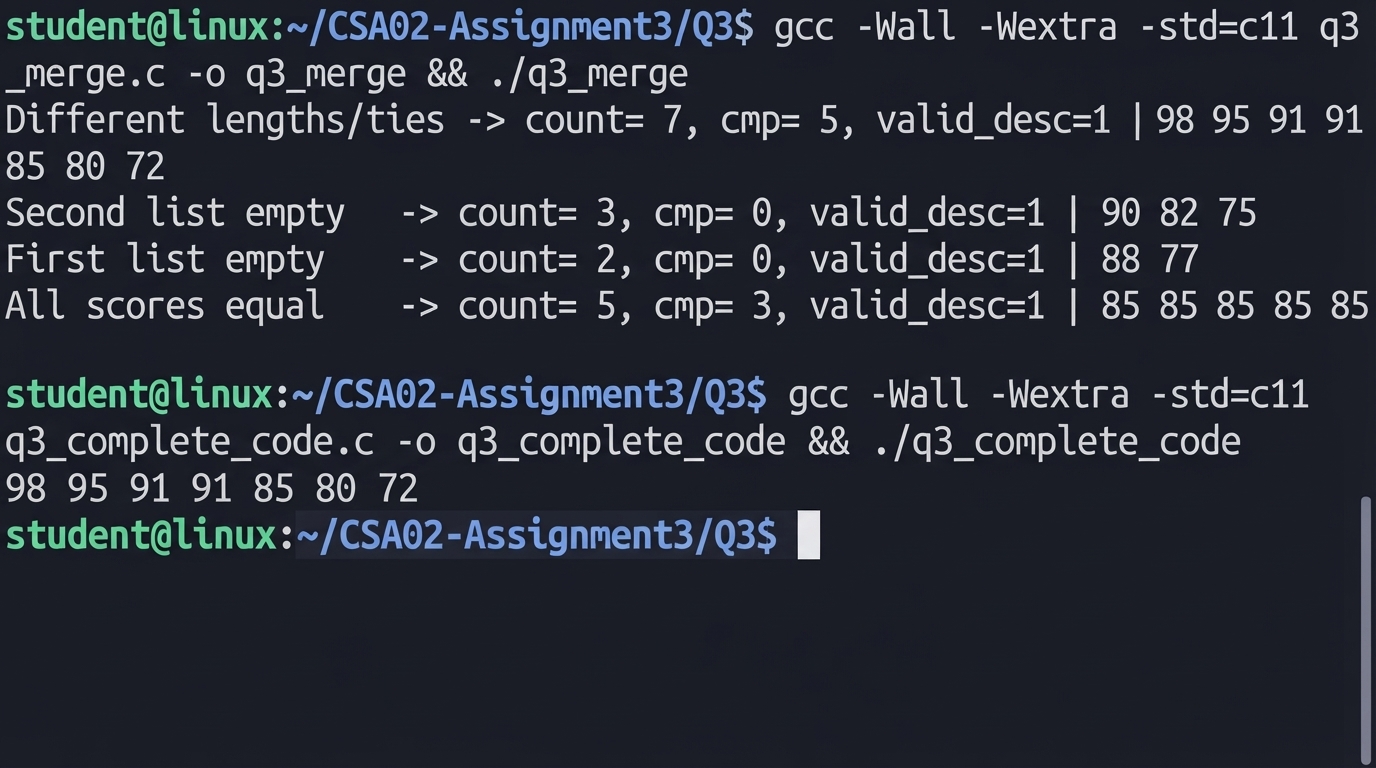 student@linux:~/CSA02-Assignment3/Q3$ gcc -Wall -Wextra -std=c11 q3
_merge.c -o q3_merge && ./q3_merge
Different lengths/ties -> count= 7, cmp= 5, valid_desc=1 | 98 95 91 91
85 80 72
Second list empty   -> count= 3, cmp= 0, valid_desc=1 | 90 82 75
First list empty    -> count= 2, cmp= 0, valid_desc=1 | 88 77
All scores equal    -> count= 5, cmp= 3, valid_desc=1 | 85 85 85 85 85
student@linux:~/CSA02-Assignment3/Q3$ gcc -Wall -Wextra -std=c11
q3_complete_code.c -o q3_complete_code && ./q3_complete_code
98 95 91 91 85 80 72
student@linux:~/CSA02-Assignment3/Q3$